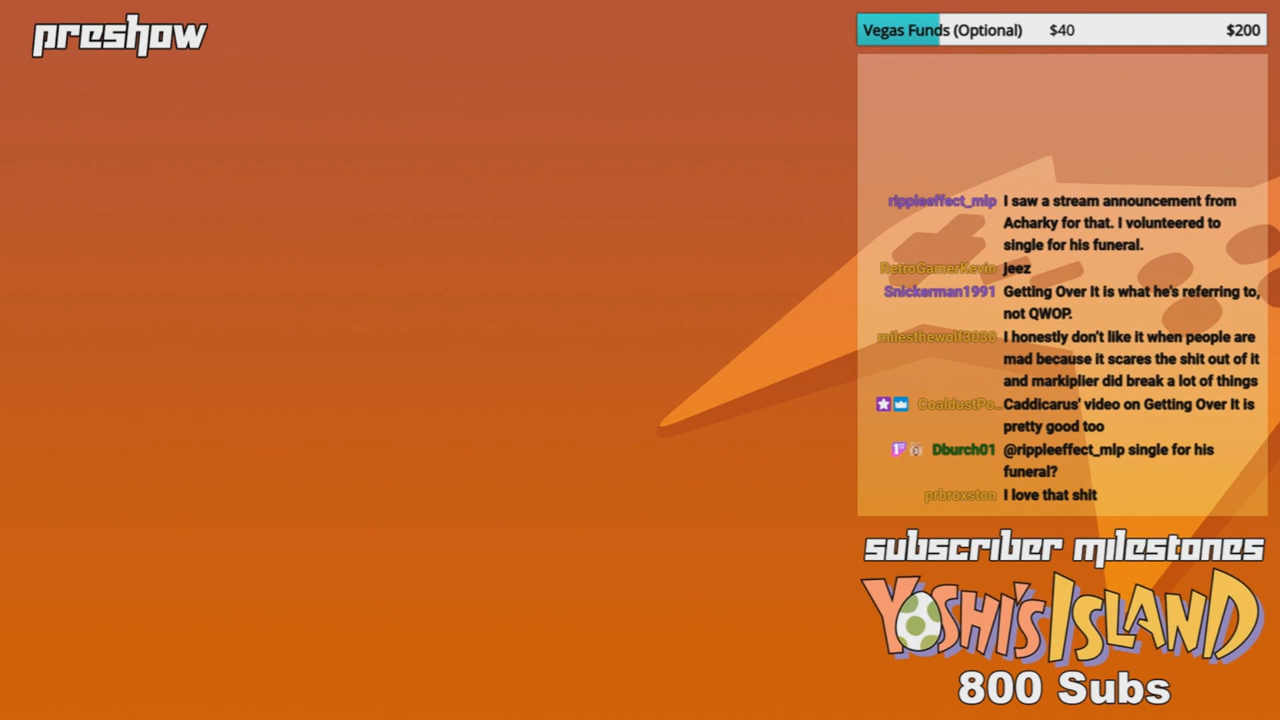 preshow
Vegas Funds (Optional) $40 $200
rippleeffect_mlp I saw a stream announcement from
Acharky for that. I volunteered to
single for his funeral.
RetroGamerKevin jeez
Snickerman1991 Getting Over It is what he's referring to,
not QWOP.
milesthewolf3030 I honestly don't like it when people are
mad because it scares the shit out of it
and markiplier did break a lot of things
CoaldustPo... Caddicarus' video on Getting Over It is
pretty good too
Dburch01 @rippleeffect_mlp single for his
funeral?
prbroxston I love that shit
subscriber milestones
YOSHI'S ISLAND
800 Subs